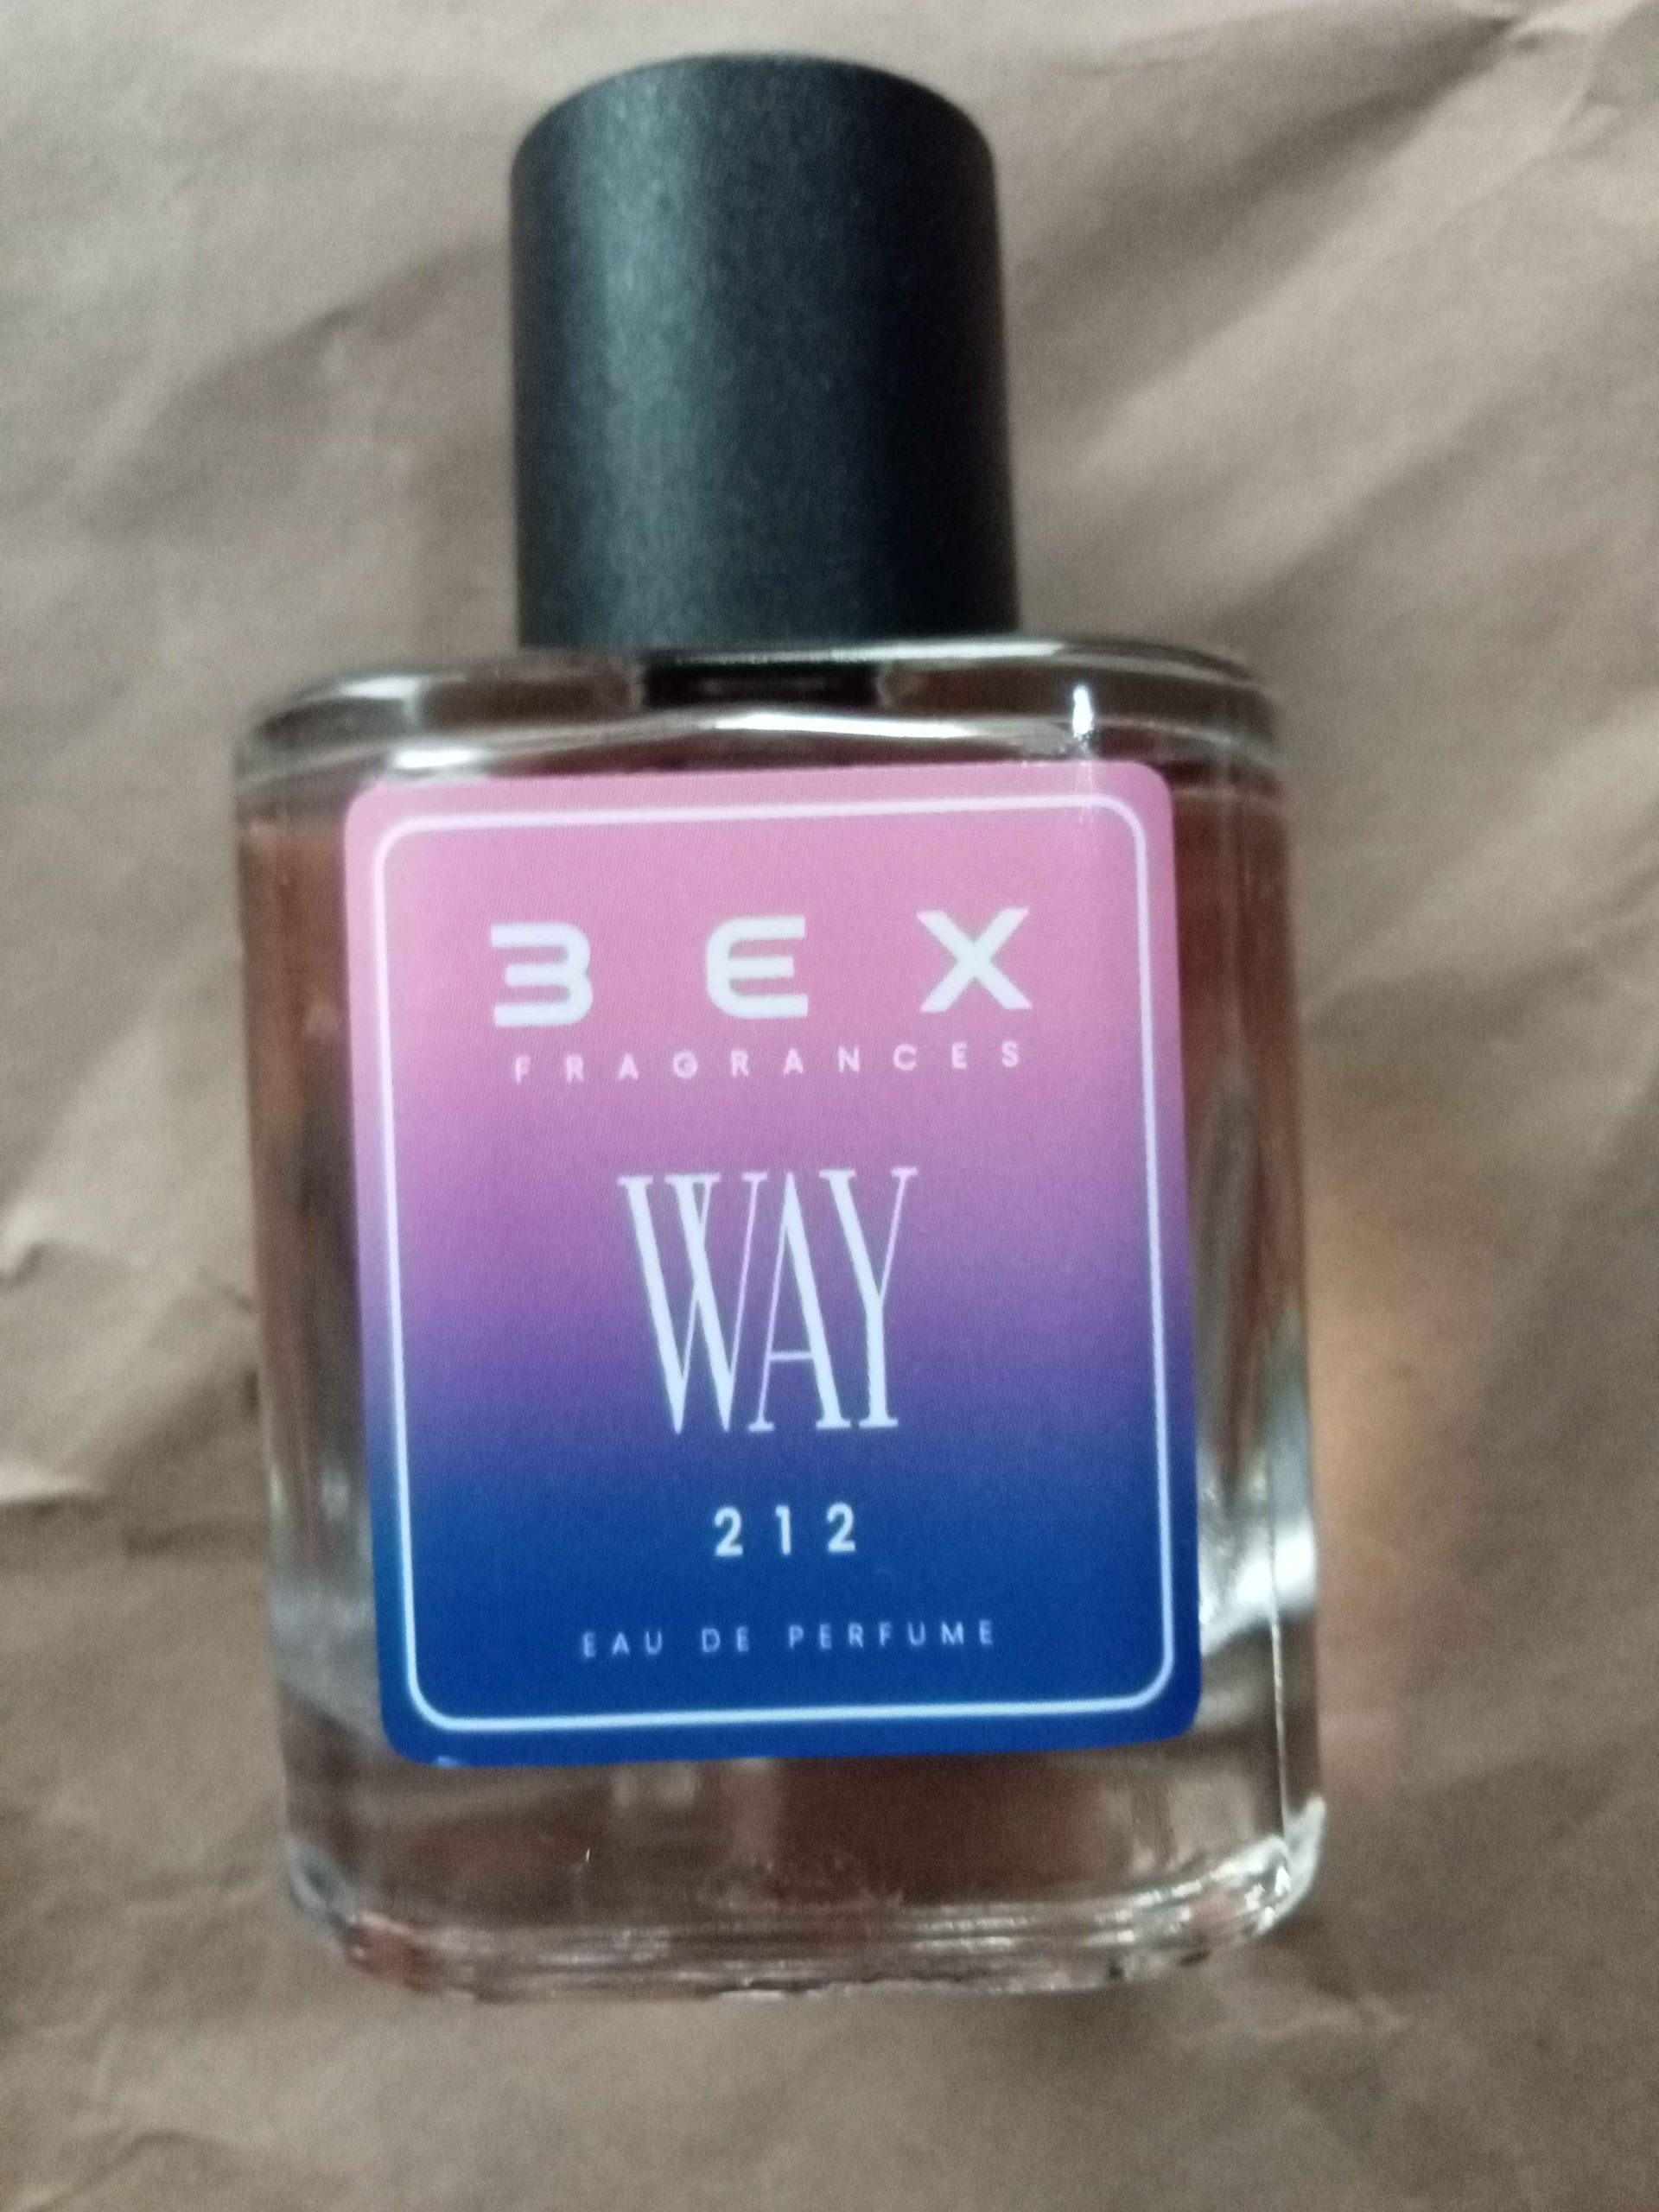 BEX
FRAGRANCES
WAY
212
EAU DE PERFUME